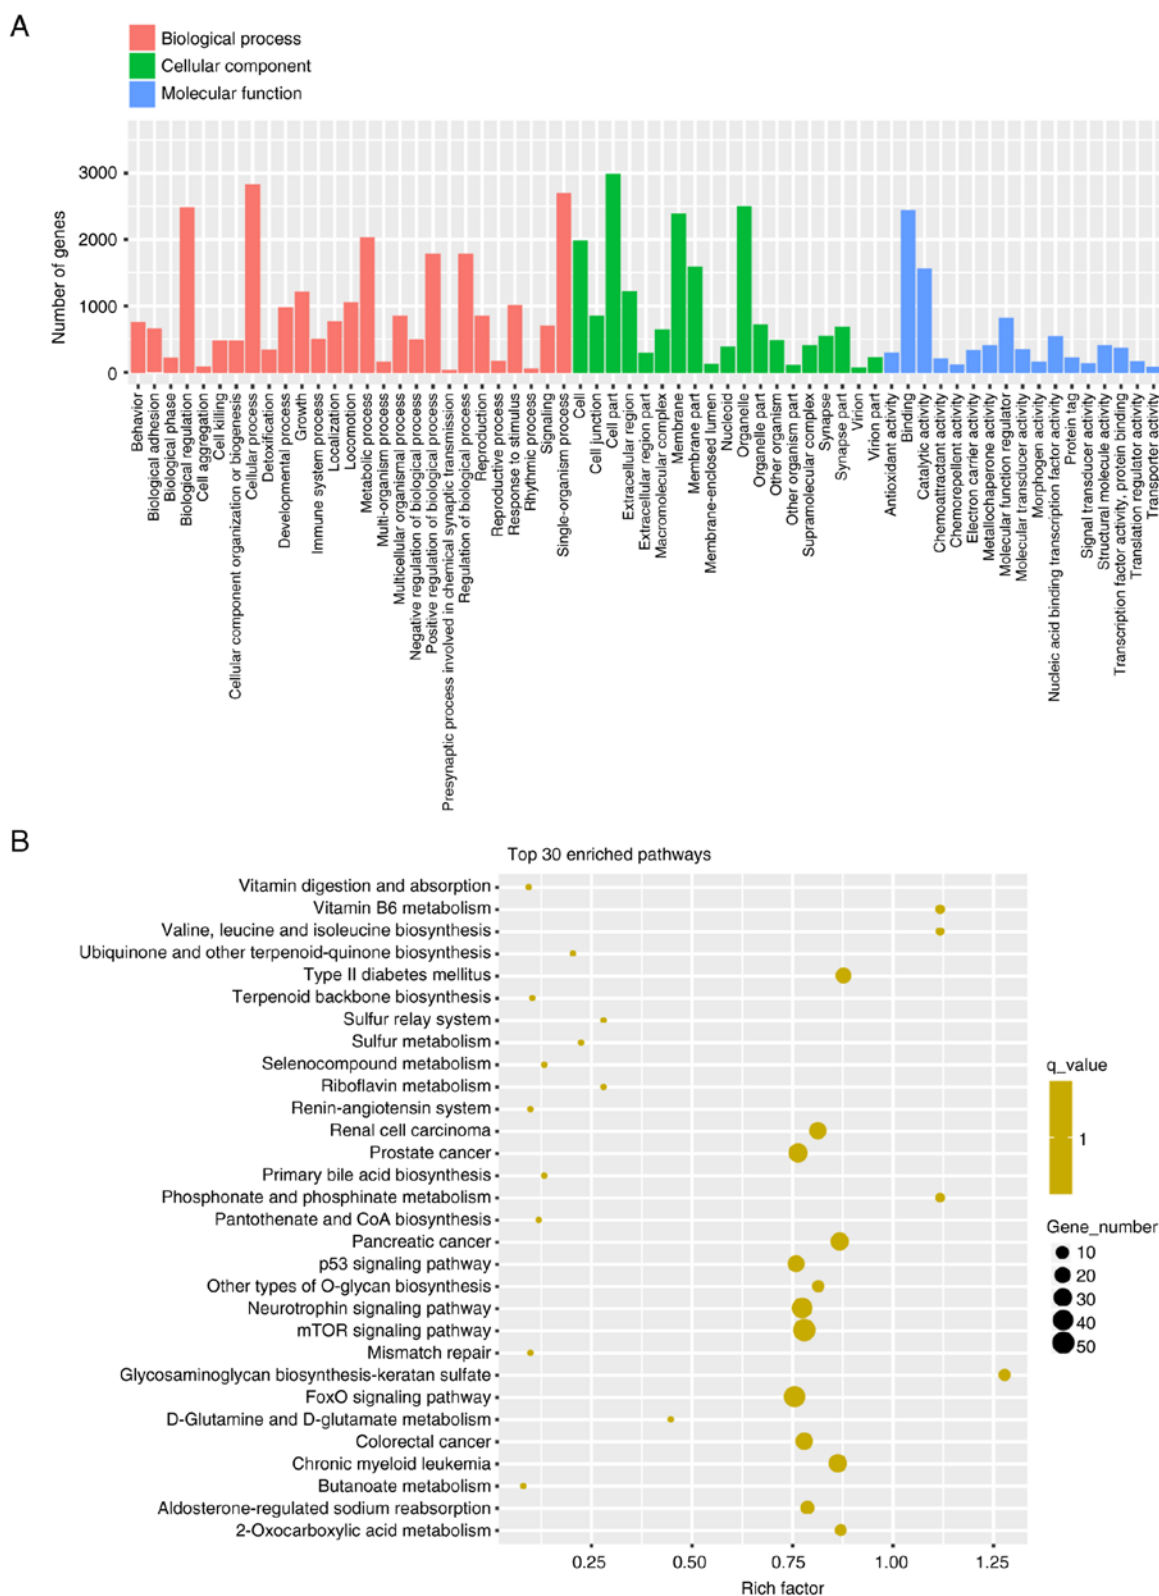 A
Biological process
Cellular component
Molecular function
Number of genes
3000
2000
1000
0
Behavior
Biological adhesion
Biological phase
Biological regulation
Cell aggregation
Cell killing
Cellular component organization or biogenesis
Cellular process
Detoxification
Developmental process
Growth
Immune system process
Localization
Locomotion
Metabolic process
Multi-organism process
Multicellular organismal process
Negative regulation of biological process
Positive regulation of biological process
Presynaptic process involved in chemical synaptic transmission
Regulation of biological process
Reproduction
Reproductive process
Response to stimulus
Rhythmic process
Signaling
Single-organism process
Cell
Cell junction
Cell part
Extracellular region
Extracellular region part
Macromolecular complex
Membrane
Membrane part
Membrane-enclosed lumen
Nucleoid
Organelle
Organelle part
Other organism
Other organism part
Supramolecular complex
Synapse
Synapse part
Virion
Virion part
Antioxidant activity
Binding
Catalytic activity
Chemoattractant activity
Chemorepellent activity
Electron carrier activity
Metallochaperone activity
Molecular function regulator
Molecular transducer activity
Morphogen activity
Nucleic acid binding transcription factor activity
Protein tag
Signal transducer activity
Structural molecule activity
Transcription factor activity, protein binding
Translation regulator activity
Transporter activity
B
Top 30 enriched pathways
Vitamin digestion and absorption
Vitamin B6 metabolism
Valine, leucine and isoleucine biosynthesis
Ubiquinone and other terpenoid-quinone biosynthesis
Type II diabetes mellitus
Terpenoid backbone biosynthesis
Sulfur relay system
Sulfur metabolism
Selenocompound metabolism
Riboflavin metabolism
Renin-angiotensin system
Renal cell carcinoma
Prostate cancer
Primary bile acid biosynthesis
Phosphonate and phosphinate metabolism
Pantothenate and CoA biosynthesis
Pancreatic cancer
p53 signaling pathway
Other types of O-glycan biosynthesis
Neurotrophin signaling pathway
mTOR signaling pathway
Mismatch repair
Glycosaminoglycan biosynthesis-keratan sulfate
FoxO signaling pathway
D-Glutamine and D-glutamate metabolism
Colorectal cancer
Chronic myeloid leukemia
Butanoate metabolism
Aldosterone-regulated sodium reabsorption
2-Oxocarboxylic acid metabolism
0.25 0.50 0.75 1.00 1.25
Rich factor
q_value
1
Gene_number
10
20
30
40
50